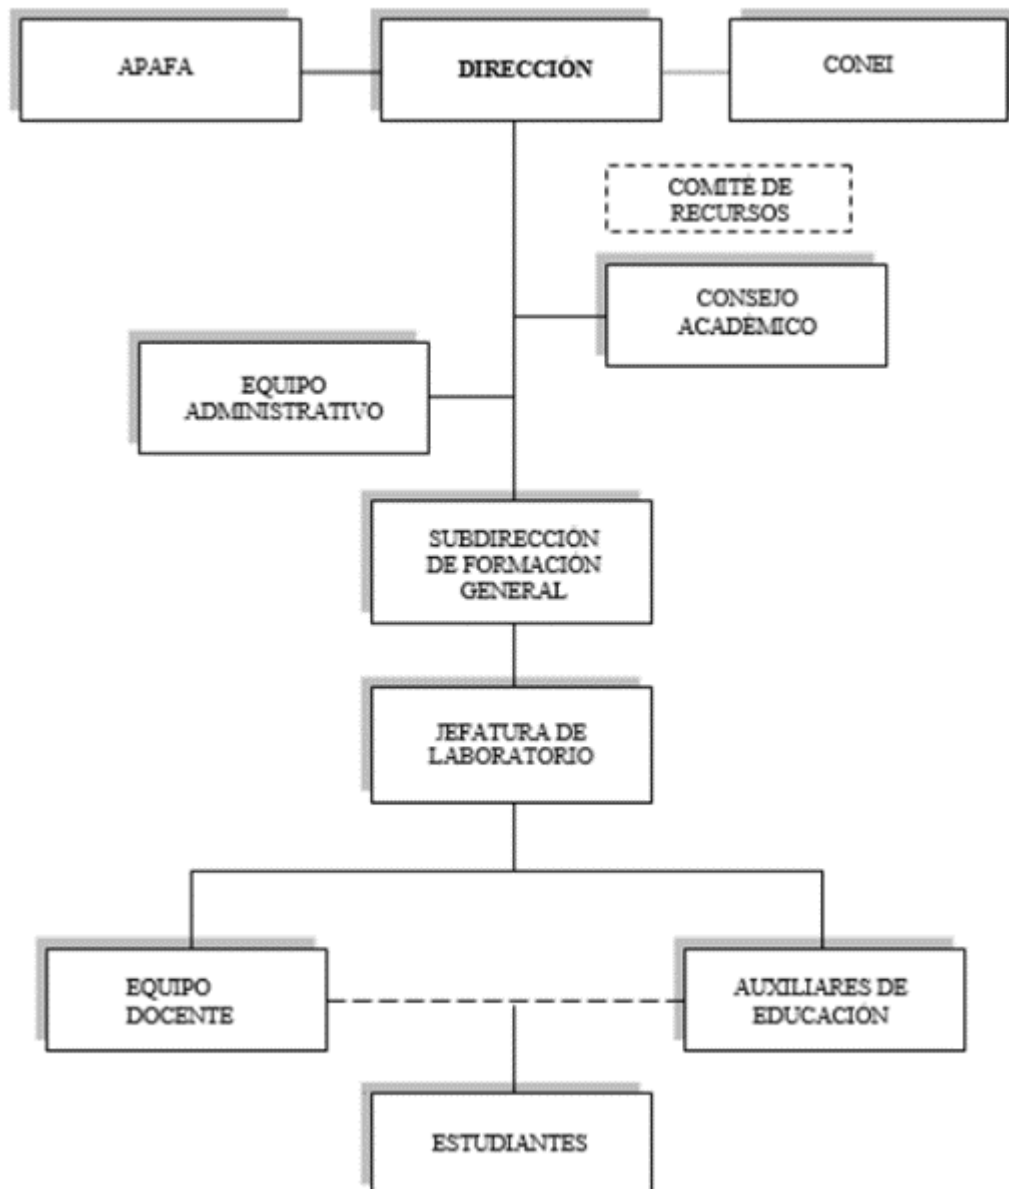 APAFA
DIRECCIÓN
CONEI
COMITÉ DE
RECURSOS
CONSEJO
ACADÉMICO
EQUIPO
ADMINISTRATIVO
SUBDIRECCIÓN
DE FORMACIÓN
GENERAL
JEFATURA DE
LABORATORIO
EQUIPO
DOCENTE
AUXILIARES DE
EDUCACIÓN
ESTUDIANTES